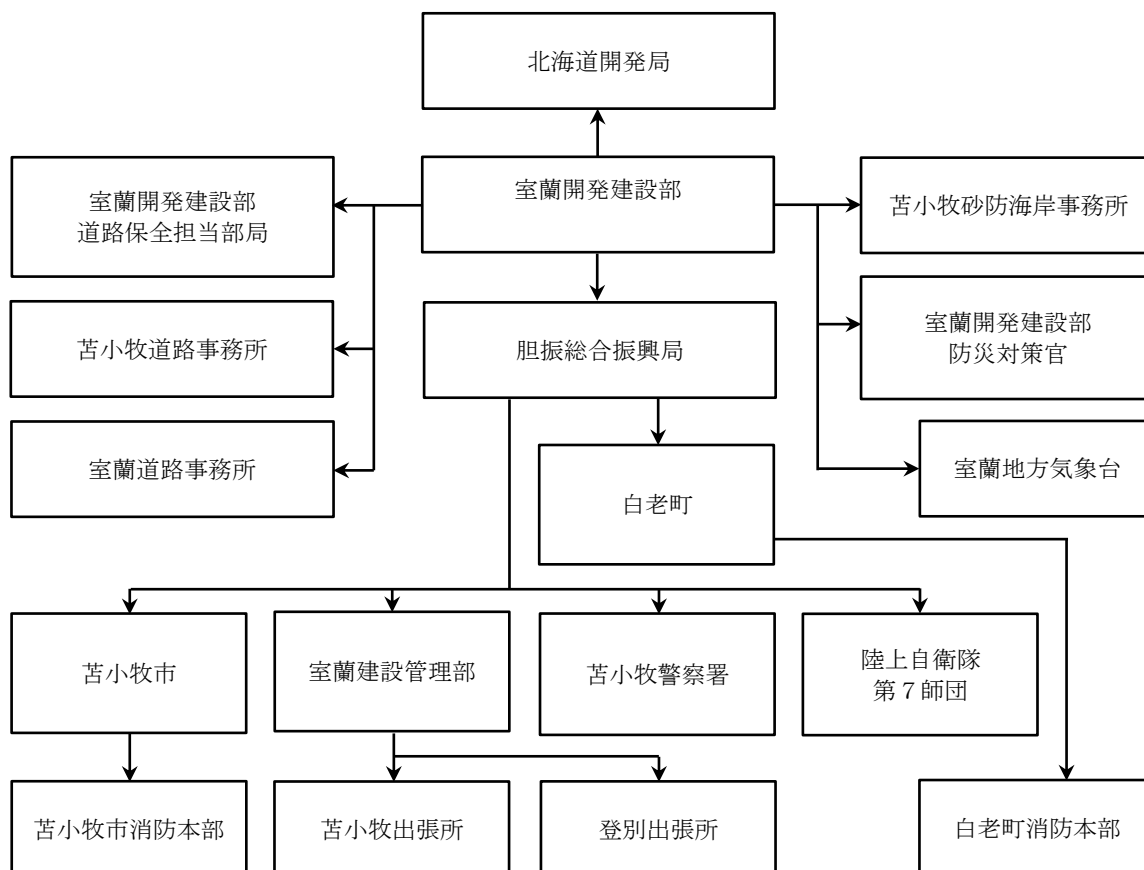 北海道開発局
室蘭開発建設部
室蘭開発建設部
道路保全担当部局
苫小牧砂防海岸事務所
苫小牧道路事務所
胆振総合振興局
室蘭開発建設部
防災対策官
室蘭道路事務所
白老町
室蘭地方気象台
苫小牧市
室蘭建設管理部
苫小牧警察署
陸上自衛隊
第７師団
苫小牧市消防本部
苫小牧出張所
登別出張所
白老町消防本部